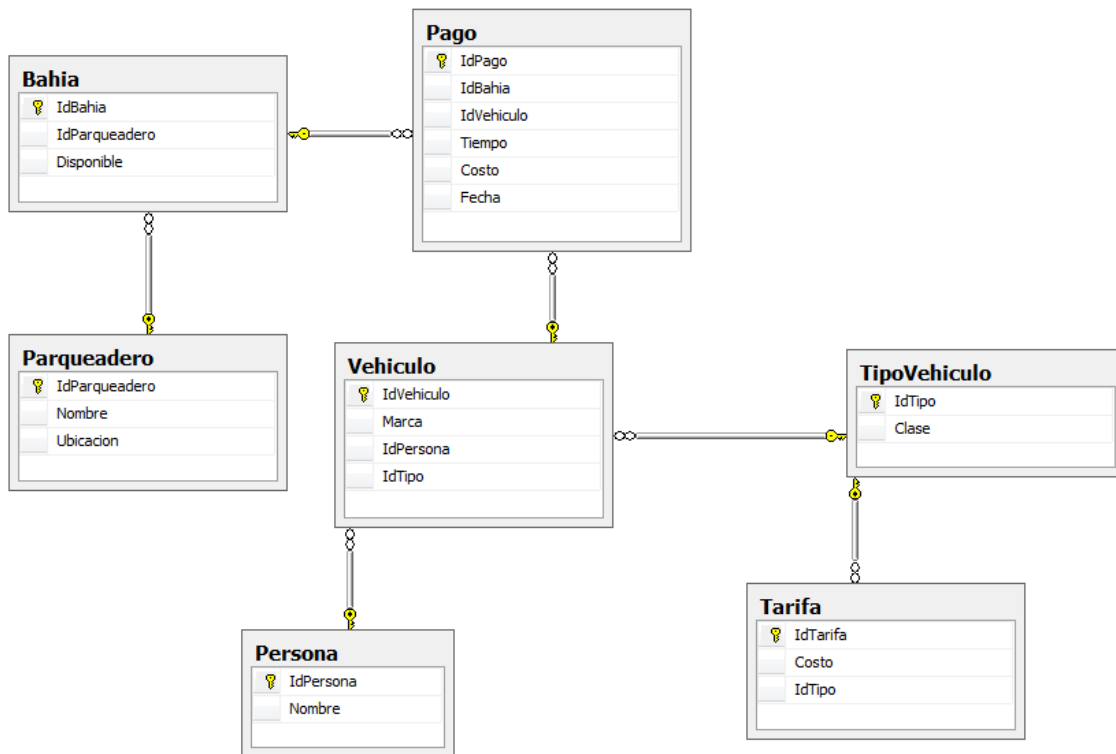 Pago
IdPago
IdBahia
IdVehiculo
Tiempo
Costo
Fecha
Bahia
IdBahia
IdParqueadero
Disponible
Parqueadero
IdParqueadero
Nombre
Ubicacion
Vehiculo
IdVehiculo
Marca
IdPersona
IdTipo
TipoVehiculo
IdTipo
Clase
Persona
IdPersona
Nombre
Tarifa
IdTarifa
Costo
IdTipo